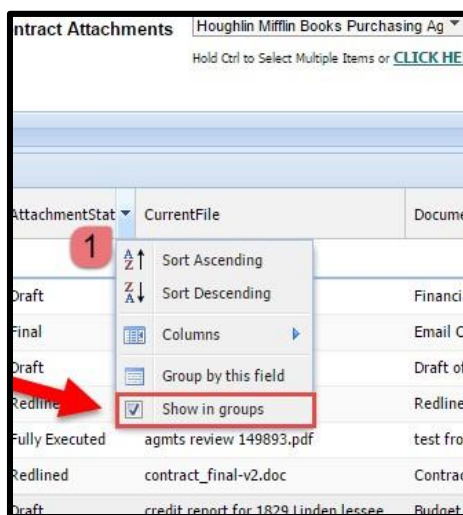 ntract Attachments Houghlin Mifflin Books Purchasing Ag
Hold Ctrl to Select Multiple Items or CLICK HE
AttachmentStat CurrentFile Docume
1
Sort Ascending
Sort Descending
Draft Financi
Final Columns Email C
Draft Group by this field Draft of
Redline Show in groups Redline
Fully Executed agmts review 149893.pdf test fro
Redlined contract_final-v2.doc Contrac
Draft credit report for 1829 Linden lessee Budget